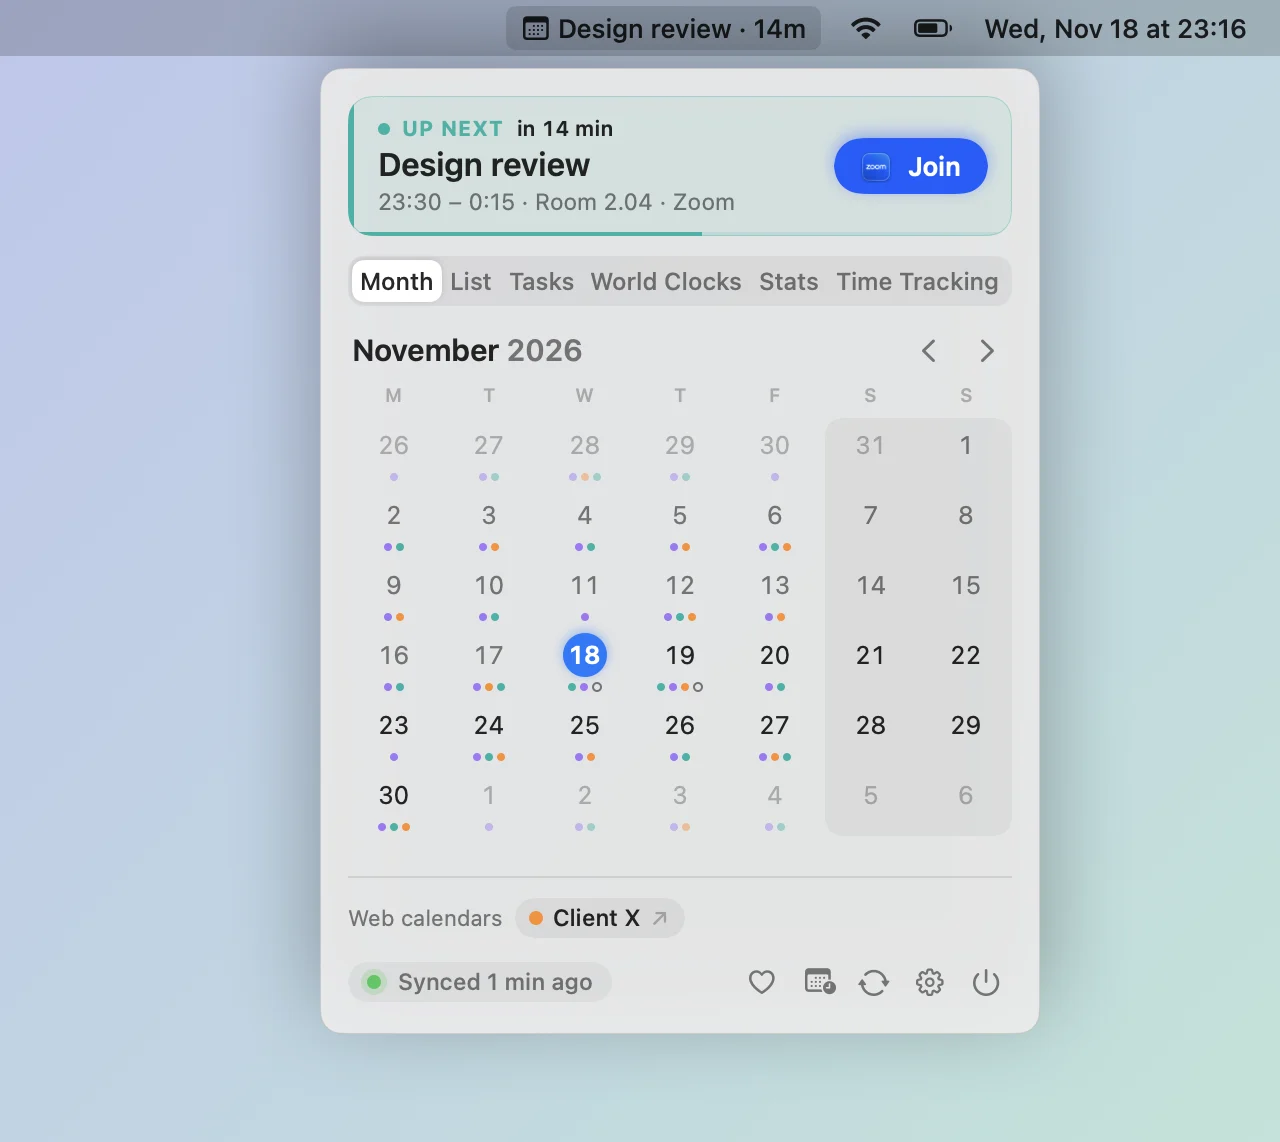 Design review · 14m
Wed, Nov 18 at 23:16
UP NEXT in 14 min
Design review
23:30 – 0:15 · Room 2.04 · Zoom
zoom Join
Month List Tasks World Clocks Stats Time Tracking
November 2026
M T W T F S S
26 27 28 29 30 31 1
2 3 4 5 6 7 8
9 10 11 12 13 14 15
16 17 18 19 20 21 22
23 24 25 26 27 28 29
30 1 2 3 4 5 6
Web calendars Client X
Synced 1 min ago